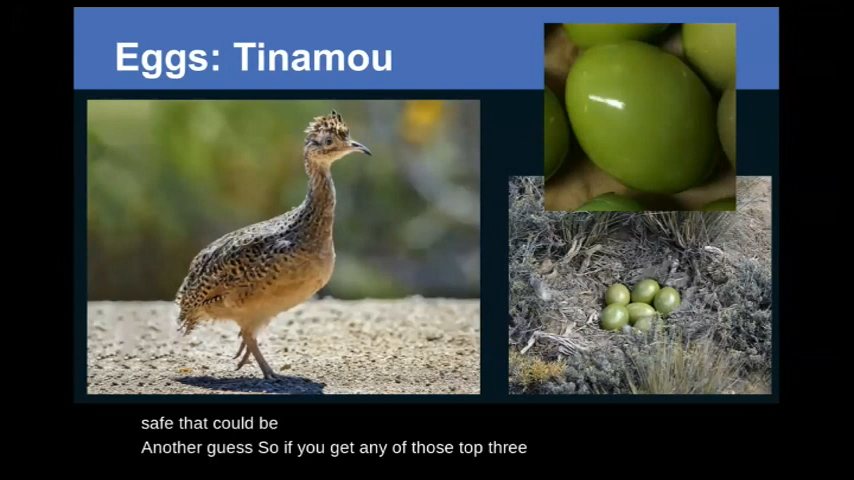 Eggs: Tinamou
safe that could be
Another guess So if you get any of those top three